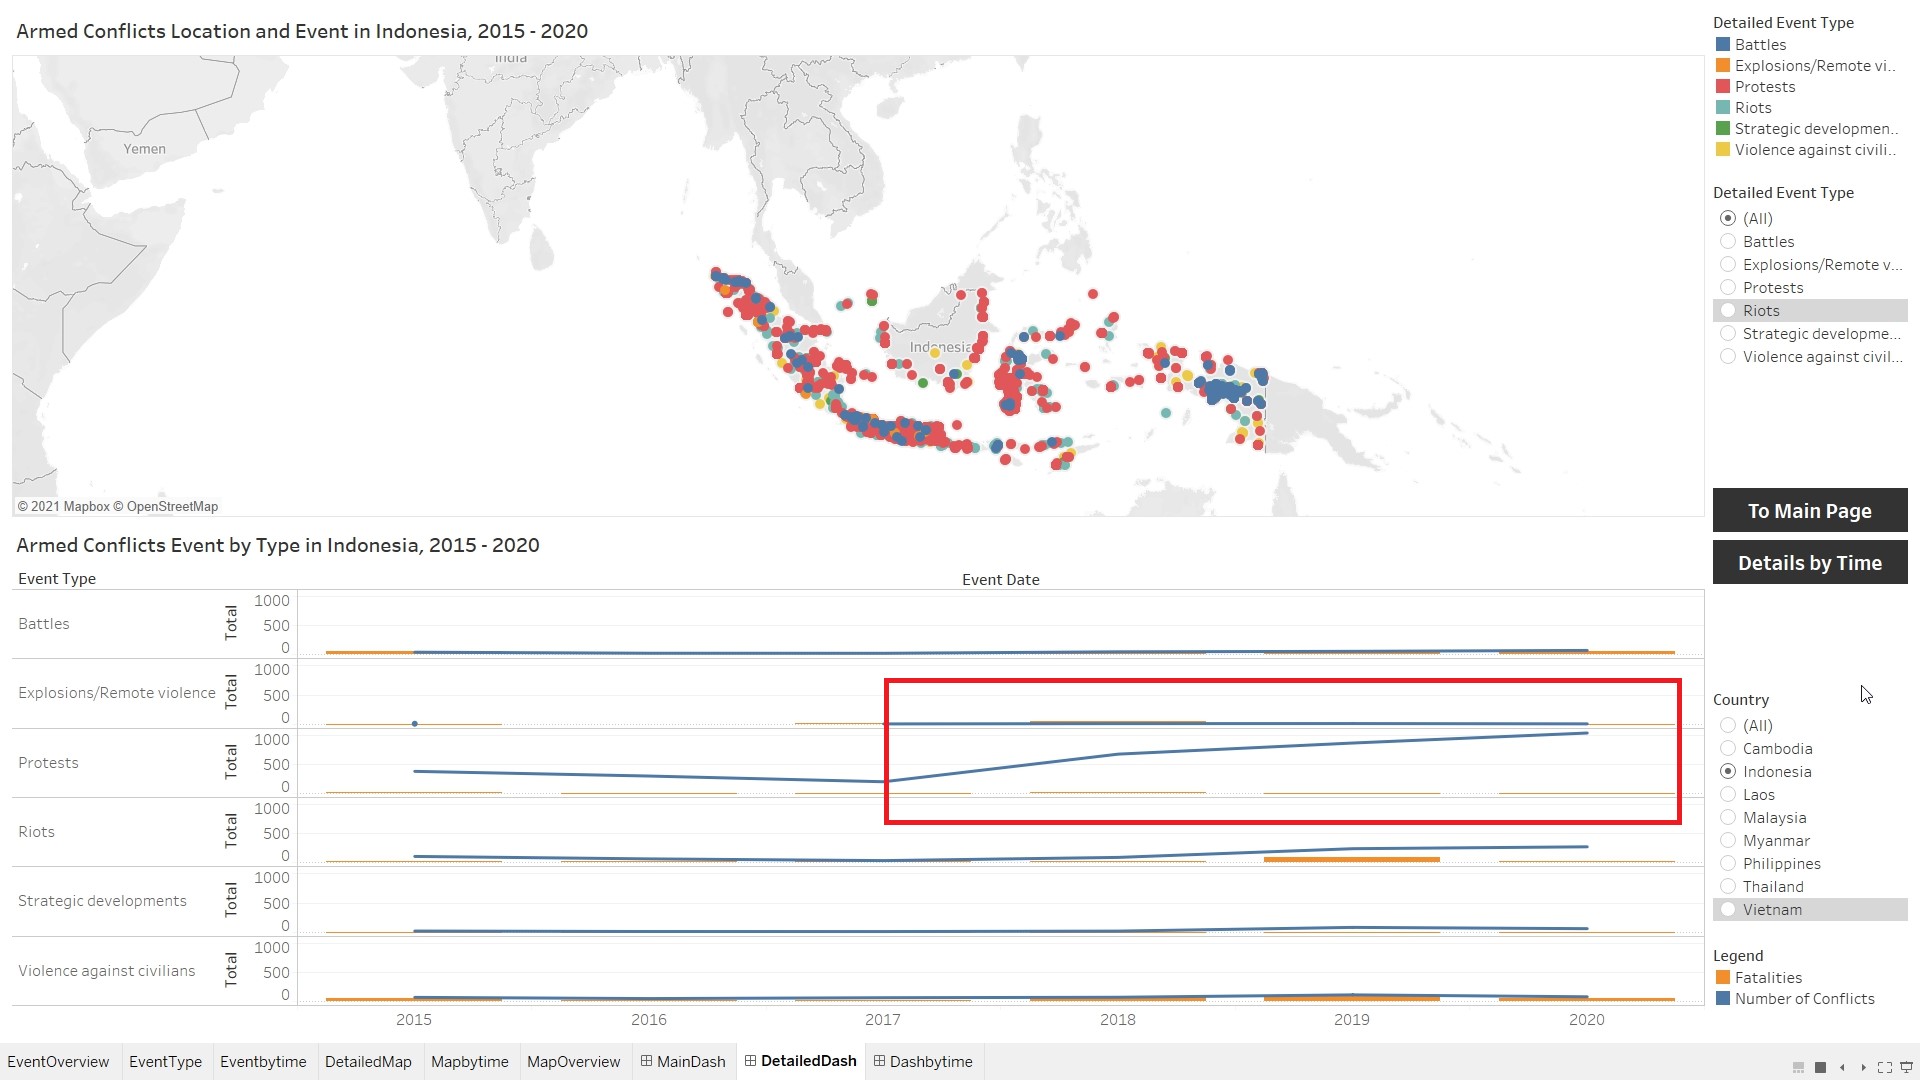 Armed Conflicts Location and Event in Indonesia, 2015 - 2020
India
Yemen
Indonesia
© 2021 Mapbox © OpenStreetMap
Detailed Event Type
Battles
Explosions/Remote vi..
Protests
Riots
Strategic developmen..
Violence against civili..
Detailed Event Type
(All)
Battles
Explosions/Remote v...
Protests
Riots
Strategic developme...
Violence against civil...
To Main Page
Details by Time
Armed Conflicts Event by Type in Indonesia, 2015 - 2020
Event Type
Event Date
Battles
Total
1000
500
0
Explosions/Remote violence
Total
1000
500
0
Protests
Total
1000
500
0
Riots
Total
1000
500
0
Strategic developments
Total
1000
500
0
Violence against civilians
Total
1000
500
0
2015 2016 2017 2018 2019 2020
Country
(All)
Cambodia
Indonesia
Laos
Malaysia
Myanmar
Philippines
Thailand
Vietnam
Legend
Fatalities
Number of Conflicts
EventOverview EventType Eventbytime DetailedMap Mapbytime MapOverview MainDash DetailedDash Dashbytime